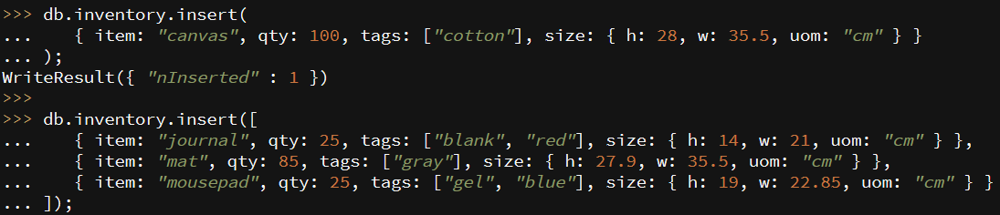 >>> db.inventory.insert(
...    { item: "canvas", qty: 100, tags: ["cotton"], size: { h: 28, w: 35.5, uom: "cm" } }
... );
WriteResult({ "nInserted" : 1 })
>>>
>>> db.inventory.insert([
...    { item: "journal", qty: 25, tags: ["blank", "red"], size: { h: 14, w: 21, uom: "cm" } },
...    { item: "mat", qty: 85, tags: ["gray"], size: { h: 27.9, w: 35.5, uom: "cm" } },
...    { item: "mousepad", qty: 25, tags: ["gel", "blue"], size: { h: 19, w: 22.85, uom: "cm" } }
... ]);